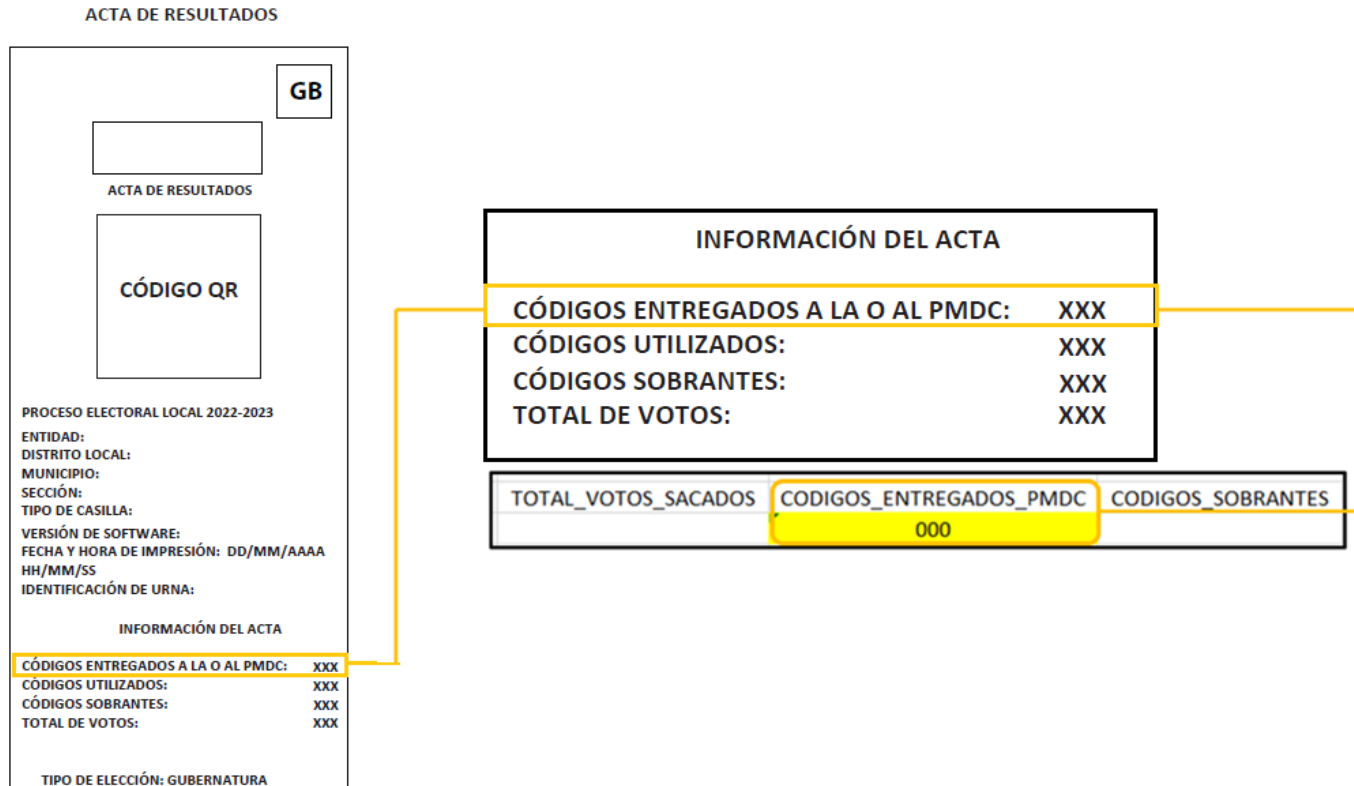 ACTA DE RESULTADOS
GB
ACTA DE RESULTADOS
CÓDIGO QR
PROCESO ELECTORAL LOCAL 2022-2023
ENTIDAD:
DISTRITO LOCAL:
MUNICIPIO:
SECCIÓN:
TIPO DE CASILLA:
VERSIÓN DE SOFTWARE:
FECHA Y HORA DE IMPRESIÓN: DD/MM/AAAA
HH/MM/SS
IDENTIFICACIÓN DE URNA:
INFORMACIÓN DEL ACTA
CÓDIGOS ENTREGADOS A LA O AL PMDC: XXX
CÓDIGOS UTILIZADOS: XXX
CÓDIGOS SOBRANTES: XXX
TOTAL DE VOTOS: XXX
TIPO DE ELECCIÓN: GUBERNATURA
INFORMACIÓN DEL ACTA
CÓDIGOS ENTREGADOS A LA O AL PMDC: XXX
CÓDIGOS UTILIZADOS: XXX
CÓDIGOS SOBRANTES: XXX
TOTAL DE VOTOS: XXX
TOTAL_VOTOS_SACADOS CODIGOS_ENTREGADOS_PMDC CODIGOS_SOBRANTES
000